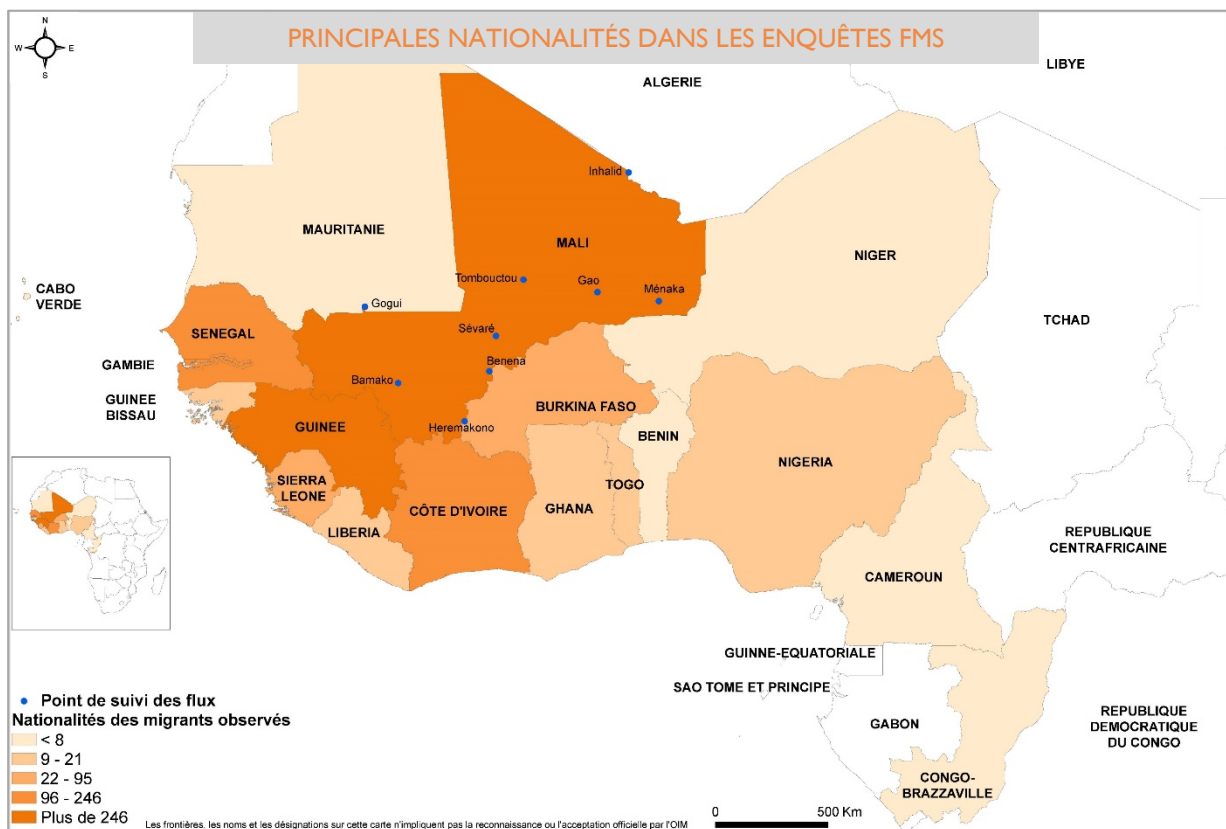 PRINCIPALES NATIONALITÉS DANS LES ENQUÊTES FMS
N
W
E
S
LIBYE
ALGERIE
Inhalid
MAURITANIE
MALI
NIGER
Tombouctou
Gao
Ménaka
CABO
VERDE
Gogui
TCHAD
SENEGAL
Sévaré
GAMBIE
Benena
Bamako
GUINEE
BISSAU
BURKINA FASO
GUINEE
Heremakono
BENIN
NIGERIA
SIERRA
LEONE
TOGO
CÔTE D'IVOIRE
GHANA
LIBERIA
REPUBLIQUE
CENTRAFRICAINE
CAMEROUN
GUINNE-EQUATORIALE
SAO TOME ET PRINCIPE
GABON
REPUBLIQUE
DEMOCRATIQUE
DU CONGO
CONGO-
BRAZZAVILLE
Point de suivi des flux
Nationalités des migrants observés
< 8
9 - 21
22 - 95
96 - 246
Plus de 246
0 500 Km
Les frontières, les noms et les désignations sur cette carte n'impliquent pas la reconnaissance ou l'acceptation officielle par l'OIM